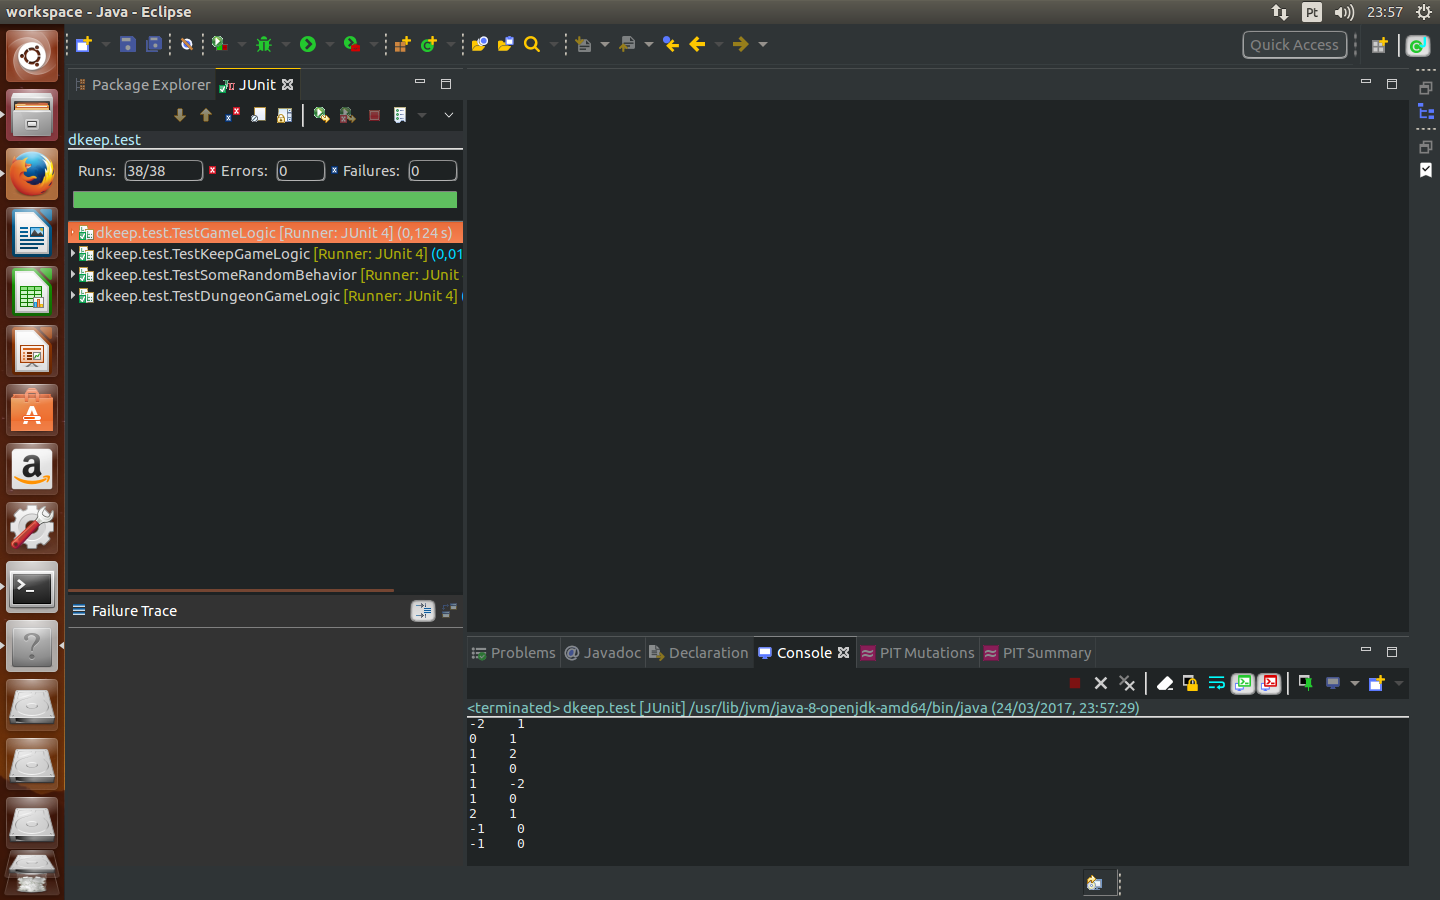 workspace - Java - Eclipse
Pt
23:57
Quick Access
Package Explorer
JUnit
dkeep.test
Runs: 38/38
Errors: 0
Failures: 0
dkeep.test.TestGameLogic [Runner: JUnit 4] (0,124 s)
dkeep.test.TestKeepGameLogic [Runner: JUnit 4] (0,01
dkeep.test.TestSomeRandomBehavior [Runner: JUnit
dkeep.test.TestDungeonGameLogic [Runner: JUnit 4] (
Failure Trace
Problems
@ Javadoc
Declaration
Console
PIT Mutations
PIT Summary
<terminated> dkeep.test [JUnit] /usr/lib/jvm/java-8-openjdk-amd64/bin/java (24/03/2017, 23:57:29)
-2 1
0 1
1 2
1 0
1 -2
1 0
2 1
-1 0
-1 0